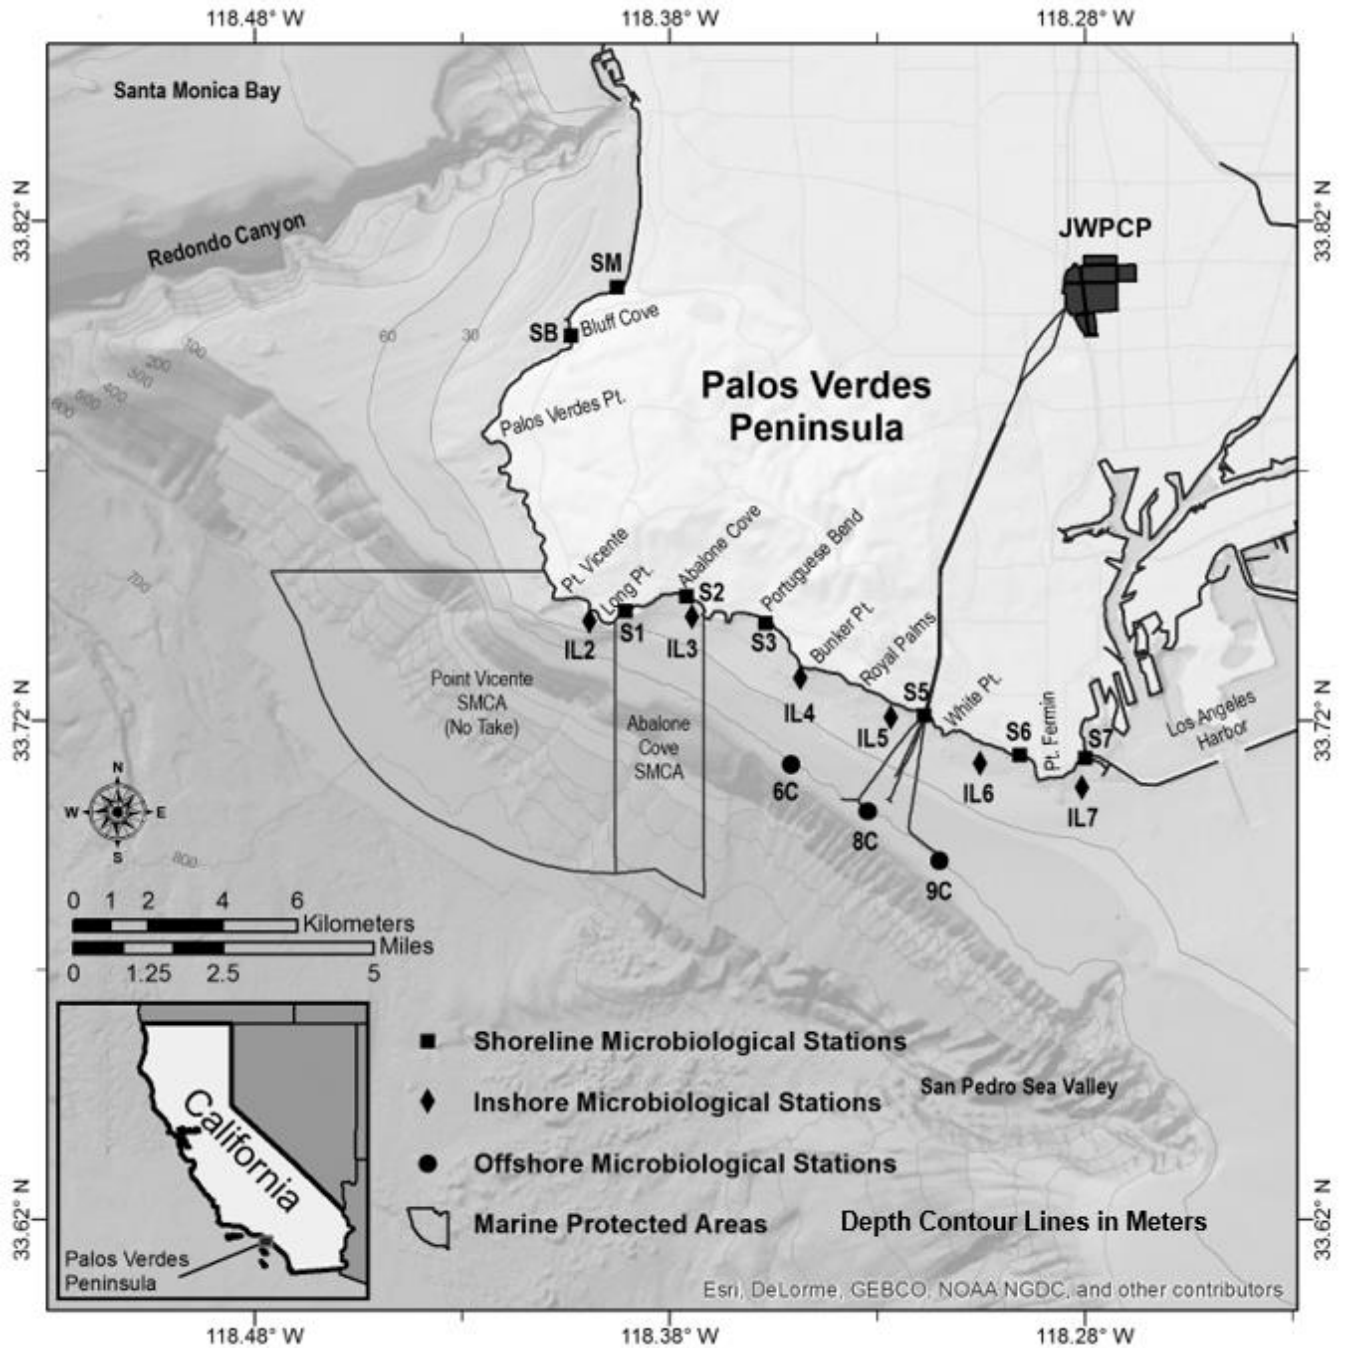 118.48° W
118.38° W
118.28° W
Santa Monica Bay
33.82° N
33.82° N
JWPCP
Redondo Canyon
SM
SB
Bluff Cove
60
30
100
200
300
400
500
600
Palos Verdes
Peninsula
Palos Verdes Pt.
700
Pt. Vicente
Long Pt.
Abalone Cove
Portuguese Bend
Bunker Pt.
Royal Palms
White Pt.
Pt. Fermin
Los Angeles
Harbor
S1
S2
S3
S5
S6
S7
IL2
IL3
IL4
IL5
IL6
IL7
6C
8C
9C
Point Vicente
SMCA
(No Take)
Abalone
Cove
SMCA
33.72° N
33.72° N
N
W
E
S
800
0 1 2 4 6
Kilometers
Miles
0 1.25 2.5 5
California
Palos Verdes
Peninsula
Shoreline Microbiological Stations
Inshore Microbiological Stations
Offshore Microbiological Stations
Marine Protected Areas
San Pedro Sea Valley
Depth Contour Lines in Meters
33.62° N
33.62° N
Esri, DeLorme, GEBCO, NOAA NGDC, and other contributors
118.48° W
118.38° W
118.28° W